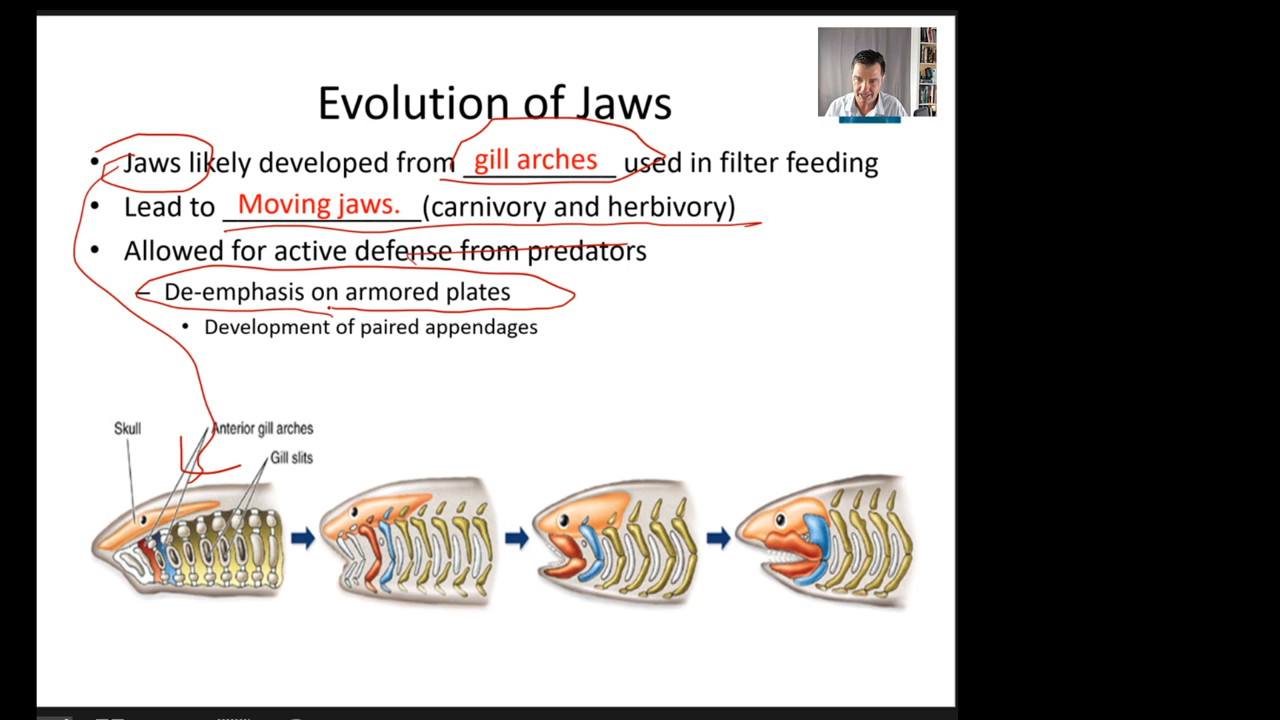 Evolution of Jaws
• Jaws likely developed from gill arches used in filter feeding
• Lead to Moving jaws. (carnivory and herbivory)
• Allowed for active defense from predators
– De-emphasis on armored plates
• Development of paired appendages
Skull
Anterior gill arches
Gill slits